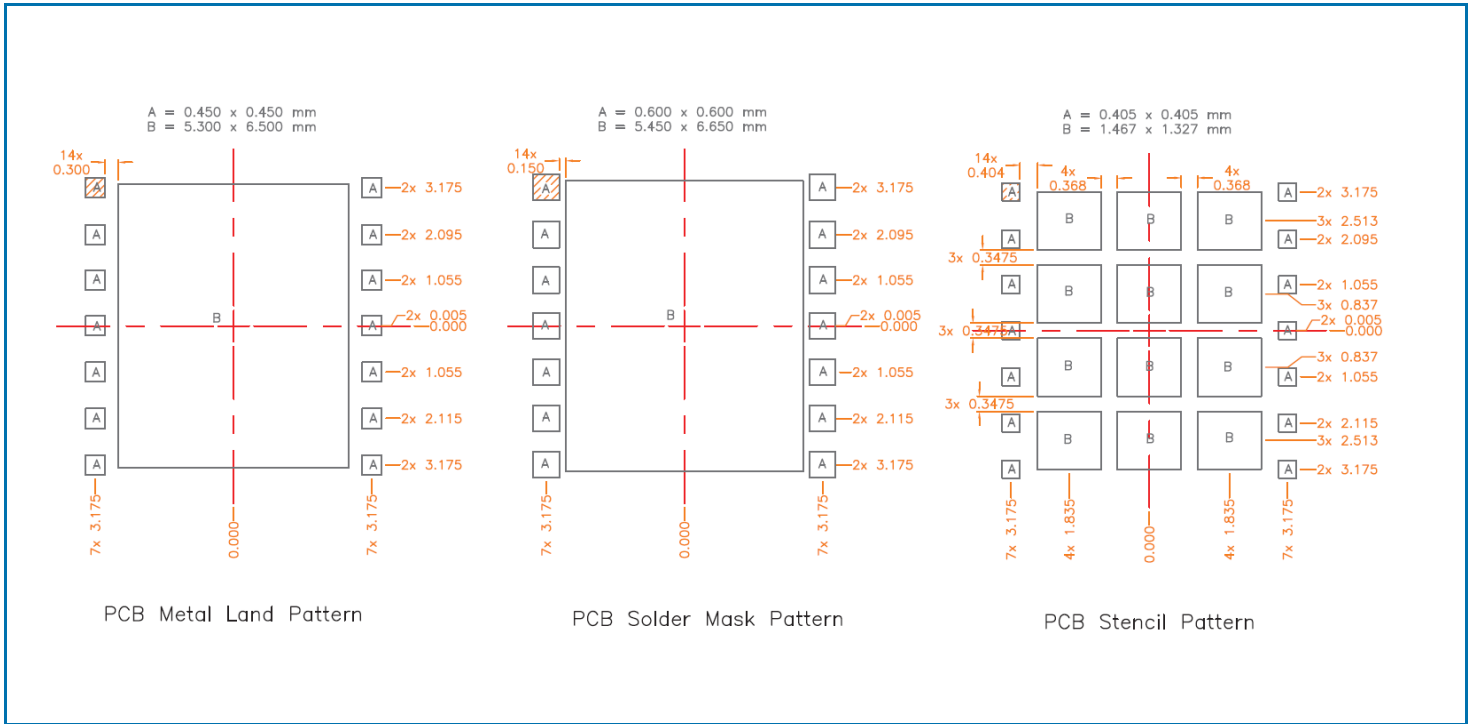 A = 0.450 x 0.450 mm
B = 5.300 x 6.500 mm
14x
0.300
A
A
2x 3.175
A
A
2x 2.095
A
A
2x 1.055
B
A
A
2x 0.005
0.000
A
A
2x 1.055
A
A
2x 2.115
A
A
2x 3.175
7x 3.175
0.000
7x 3.175
PCB Metal Land Pattern
A = 0.600 x 0.600 mm
B = 5.450 x 6.650 mm
14x
0.150
A
A
2x 3.175
A
A
2x 2.095
A
A
2x 1.055
B
A
A
2x 0.005
0.000
A
A
2x 1.055
A
A
2x 2.115
A
A
2x 3.175
7x 3.175
0.000
7x 3.175
PCB Solder Mask Pattern
A = 0.405 x 0.405 mm
B = 1.467 x 1.327 mm
14x
0.404
4x
0.368
4x
0.368
A
A
2x 3.175
B
B
B
3x 2.513
A
A
2x 2.095
3x 0.3475
A
A
2x 1.055
B
B
B
3x 0.837
A
A
2x 0.005
0.000
3x 0.3475
B
B
B
3x 0.837
A
A
2x 1.055
3x 0.3475
A
A
2x 2.115
B
B
B
3x 2.513
A
A
2x 3.175
7x 3.175
4x 1.835
0.000
4x 1.835
7x 3.175
PCB Stencil Pattern